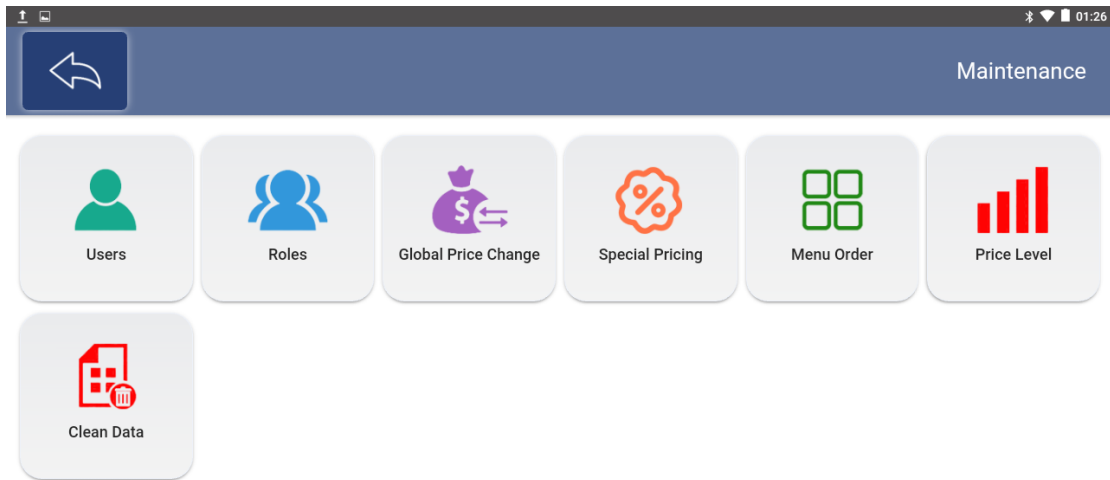 01:26
Maintenance
Users
Roles
Global Price Change
Special Pricing
Menu Order
Price Level
Clean Data